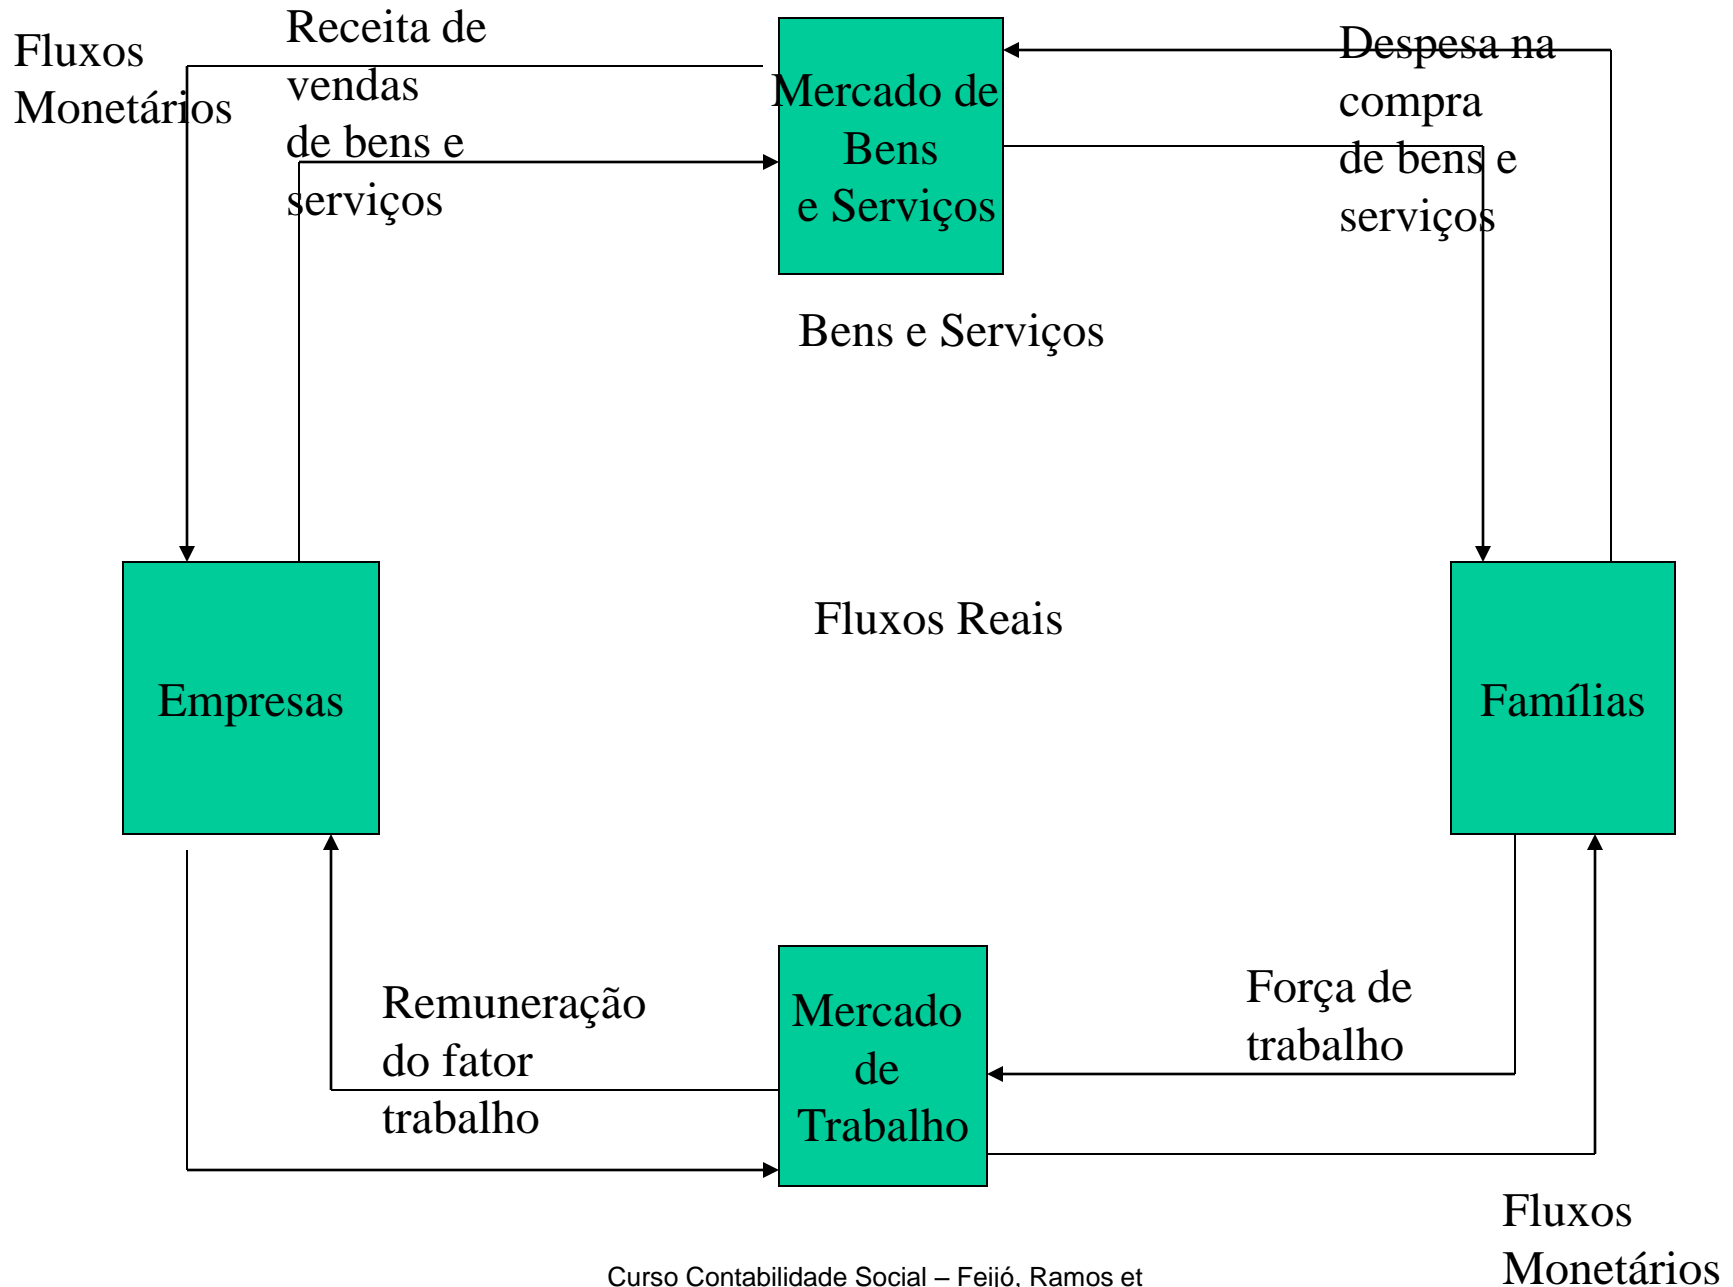 Fluxos
Monetários
Receita de
vendas
de bens e
serviços
Mercado de
Bens
e Serviços
Despesa na
compra
de bens e
serviços
Bens e Serviços
Fluxos Reais
Empresas
Famílias
Remuneração
do fator
trabalho
Mercado
de
Trabalho
Força de
trabalho
Fluxos
Monetários
Curso Contabilidade Social – Feijó, Ramos et